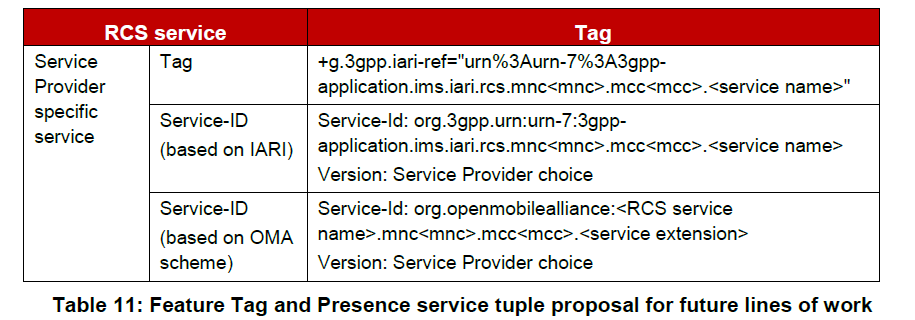 RCS service
Tag
Service
Provider
specific
service
Tag
+g.3gpp.iari-ref="urn%3Aurn-7%3A3gpp-
application.ims.iari.rcs.mnc<mnc>.mcc<mcc>.<service name>"
Service-ID
(based on IARI)
Service-Id: org.3gpp.urn:urn-7:3gpp-
application.ims.iari.rcs.mnc<mnc>.mcc<mcc>.<service name>
Version: Service Provider choice
Service-ID
(based on OMA
scheme)
Service-Id: org.openmobilealliance:<RCS service
name>.mnc<mnc>.mcc<mcc>.<service extension>
Version: Service Provider choice
Table 11: Feature Tag and Presence service tuple proposal for future lines of work